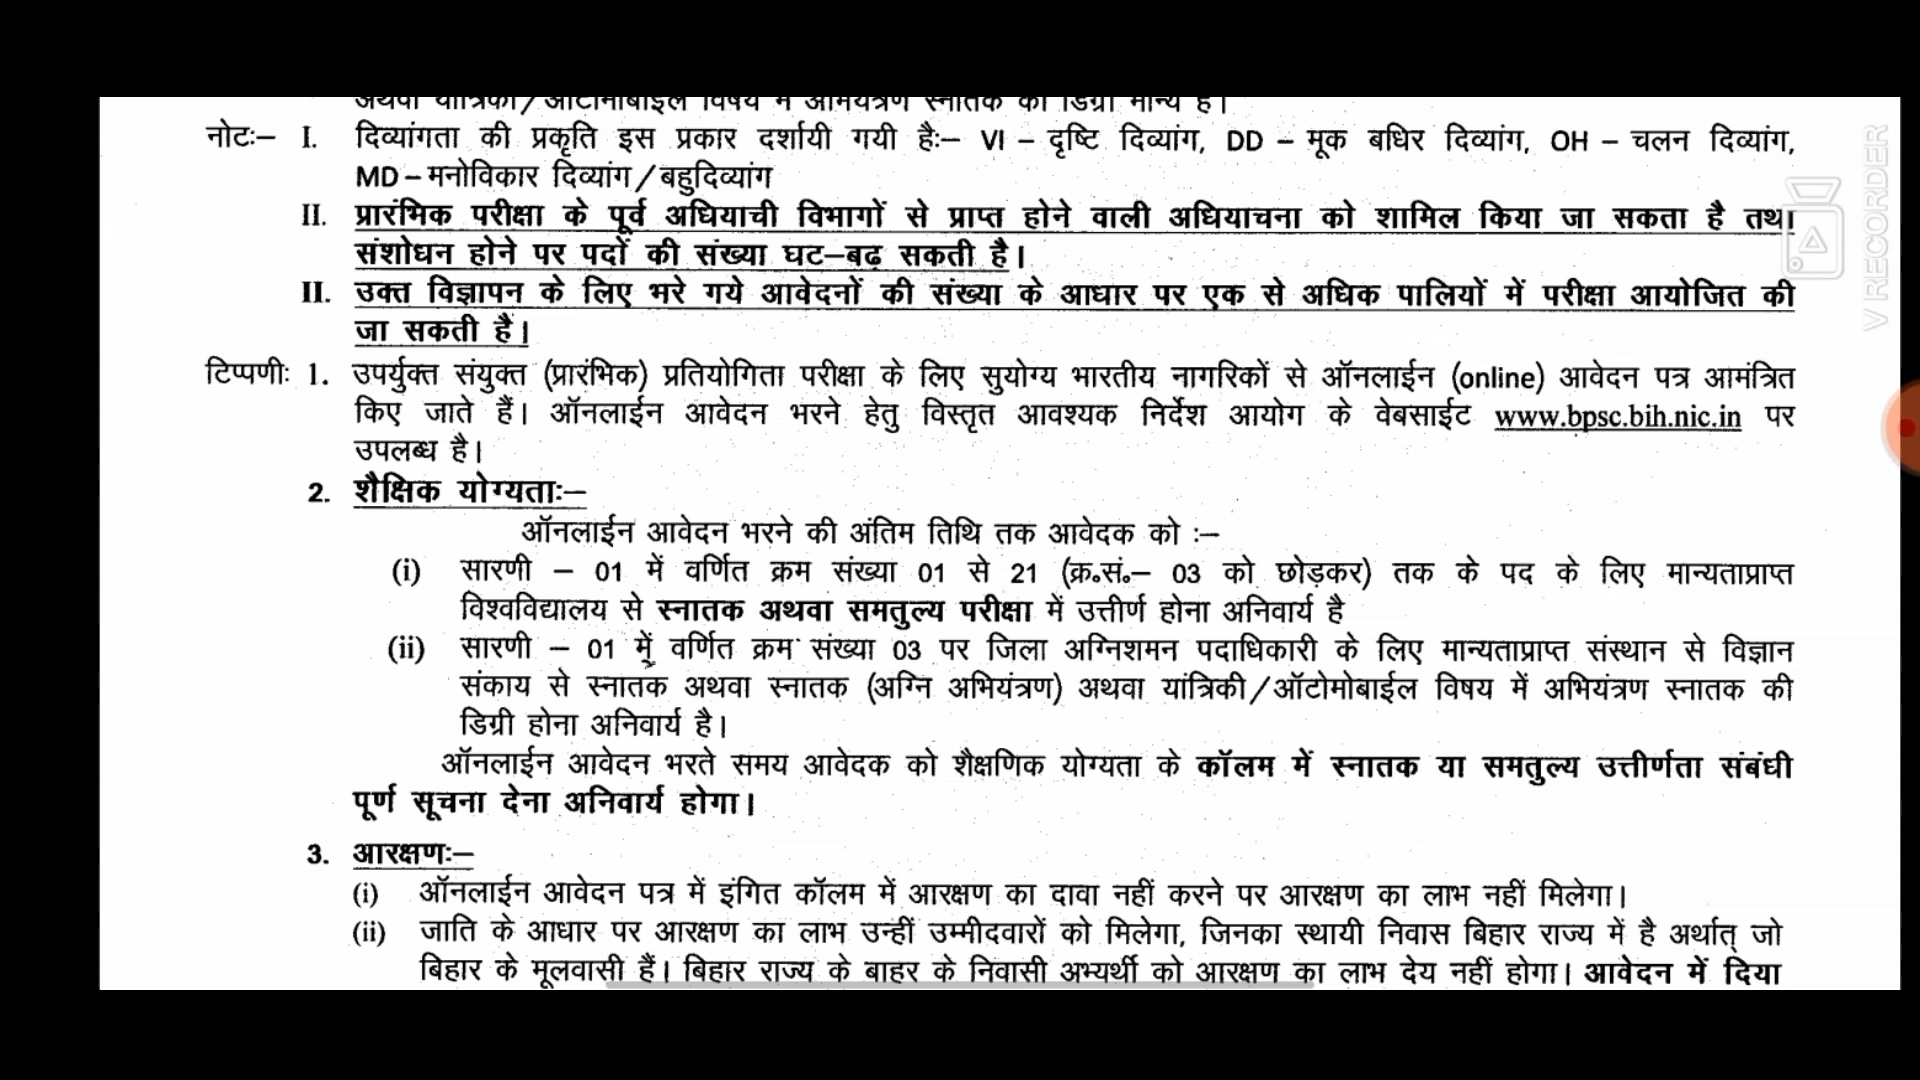 अथवा यांत्रिकी/ऑटोमोबाईल विषय में अभियंत्रण स्नातक की डिग्री मान्य है।
नोटः– I. दिव्यांगता की प्रकृति इस प्रकार दर्शायी गयी हैः– VI – दृष्टि दिव्यांग, DD – मूक बधिर दिव्यांग, OH – चलन दिव्यांग,
MD – मनोविकार दिव्यांग/बहुदिव्यांग
II. प्रारंभिक परीक्षा के पूर्व अधियाची विभागों से प्राप्त होने वाली अधियाचना को शामिल किया जा सकता है तथा
संशोधन होने पर पदों की संख्या घट–बढ़ सकती है।
II. उक्त विज्ञापन के लिए भरे गये आवेदनों की संख्या के आधार पर एक से अधिक पालियों में परीक्षा आयोजित की
जा सकती है।
टिप्पणीः 1. उपर्युक्त संयुक्त (प्रारंभिक) प्रतियोगिता परीक्षा के लिए सुयोग्य भारतीय नागरिकों से ऑनलाईन (online) आवेदन पत्र आमंत्रित
किए जाते हैं। ऑनलाईन आवेदन भरने हेतु विस्तृत आवश्यक निर्देश आयोग के वेबसाईट www.bpsc.bih.nic.in पर
उपलब्ध है।
2. शैक्षिक योग्यताः–
ऑनलाईन आवेदन भरने की अंतिम तिथि तक आवेदक को :–
(i) सारणी – 01 में वर्णित क्रम संख्या 01 से 21 (क्र०सं०– 03 को छोड़कर) तक के पद के लिए मान्यताप्राप्त
विश्वविद्यालय से स्नातक अथवा समतुल्य परीक्षा में उत्तीर्ण होना अनिवार्य है
(ii) सारणी – 01 में वर्णित क्रम संख्या 03 पर जिला अग्निशमन पदाधिकारी के लिए मान्यताप्राप्त संस्थान से विज्ञान
संकाय से स्नातक अथवा स्नातक (अग्नि अभियंत्रण) अथवा यांत्रिकी/ऑटोमोबाईल विषय में अभियंत्रण स्नातक की
डिग्री होना अनिवार्य है।
ऑनलाईन आवेदन भरते समय आवेदक को शैक्षणिक योग्यता के कॉलम में स्नातक या समतुल्य उत्तीर्णता संबंधी
पूर्ण सूचना देना अनिवार्य होगा।
3. आरक्षणः–
(i) ऑनलाईन आवेदन पत्र में इंगित कॉलम में आरक्षण का दावा नहीं करने पर आरक्षण का लाभ नहीं मिलेगा।
(ii) जाति के आधार पर आरक्षण का लाभ उन्हीं उम्मीदवारों को मिलेगा, जिनका स्थायी निवास बिहार राज्य में है अर्थात् जो
बिहार के मूलवासी हैं। बिहार राज्य के बाहर के निवासी अभ्यर्थी को आरक्षण का लाभ देय नहीं होगा। आवेदन में दिया
V RECORDER